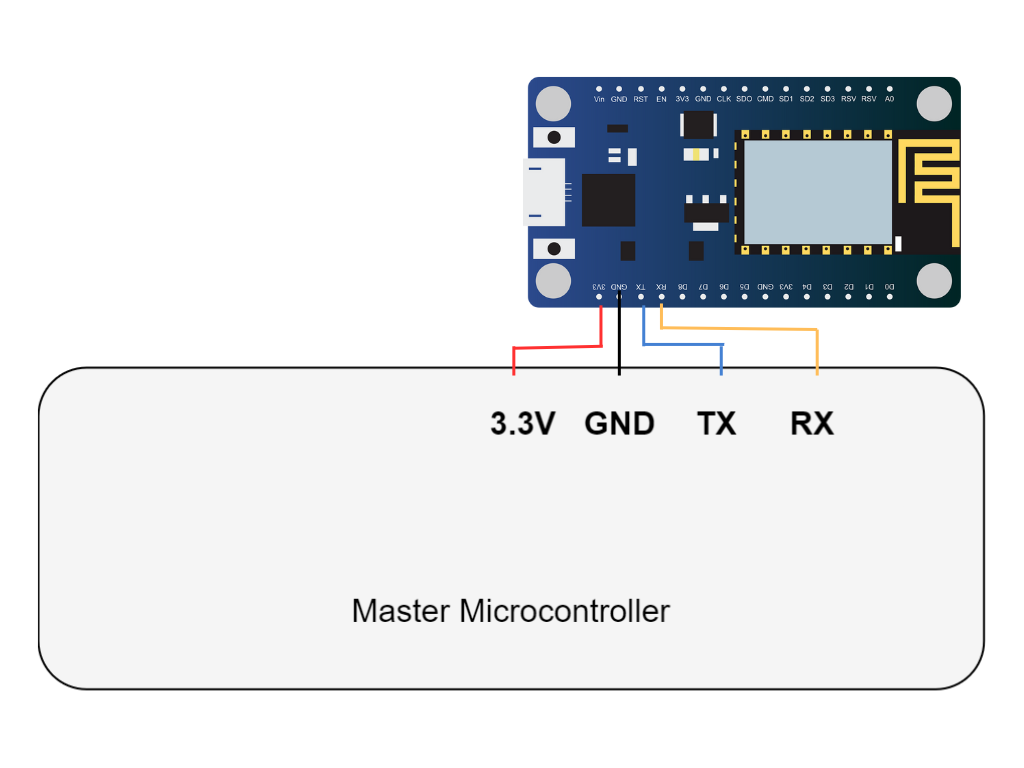 Vin GND RST EN 3V3 GND CLK SDO CMD SD1 SD2 SD3 RSV RSV A0
3V3 GND TX RX D8 D7 D6 D5 GND 3V3 D4 D3 D2 D1 D0
3.3V GND TX RX
Master Microcontroller